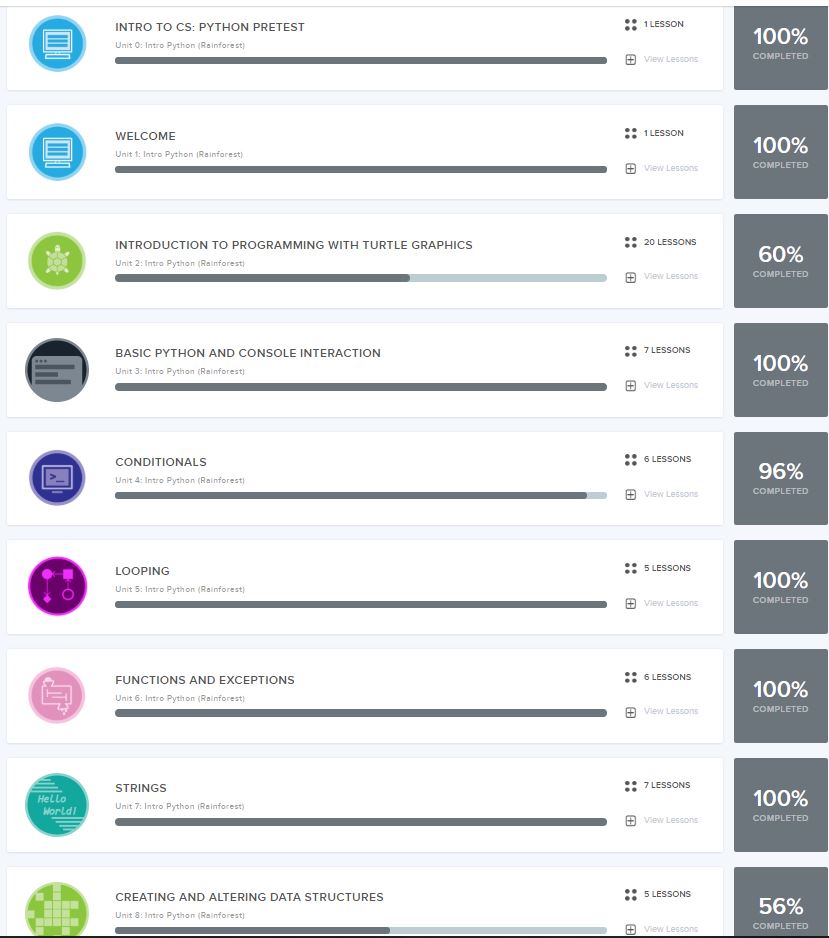 INTRO TO CS: PYTHON PRETEST
Unit 0: Intro Python (Rainforest)
1 LESSON
View Lessons
100%
COMPLETED
WELCOME
Unit 1: Intro Python (Rainforest)
1 LESSON
View Lessons
100%
COMPLETED
INTRODUCTION TO PROGRAMMING WITH TURTLE GRAPHICS
Unit 2: Intro Python (Rainforest)
20 LESSONS
View Lessons
60%
COMPLETED
BASIC PYTHON AND CONSOLE INTERACTION
Unit 3: Intro Python (Rainforest)
7 LESSONS
View Lessons
100%
COMPLETED
CONDITIONALS
Unit 4: Intro Python (Rainforest)
6 LESSONS
View Lessons
96%
COMPLETED
LOOPING
Unit 5: Intro Python (Rainforest)
5 LESSONS
View Lessons
100%
COMPLETED
FUNCTIONS AND EXCEPTIONS
Unit 6: Intro Python (Rainforest)
6 LESSONS
View Lessons
100%
COMPLETED
Hello
World!
STRINGS
Unit 7: Intro Python (Rainforest)
7 LESSONS
View Lessons
100%
COMPLETED
CREATING AND ALTERING DATA STRUCTURES
Unit 8: Intro Python (Rainforest)
5 LESSONS
View Lessons
56%
COMPLETED